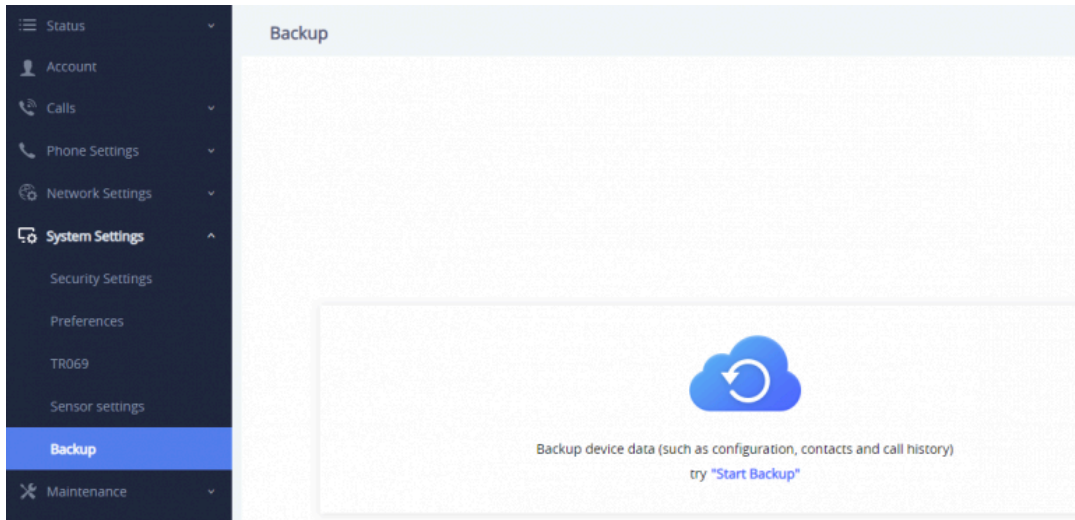 Status
Account
Calls
Phone Settings
Network Settings
System Settings
Security Settings
Preferences
TR069
Sensor settings
Backup
Maintenance
Backup
Backup device data (such as configuration, contacts and call history)
try "Start Backup"